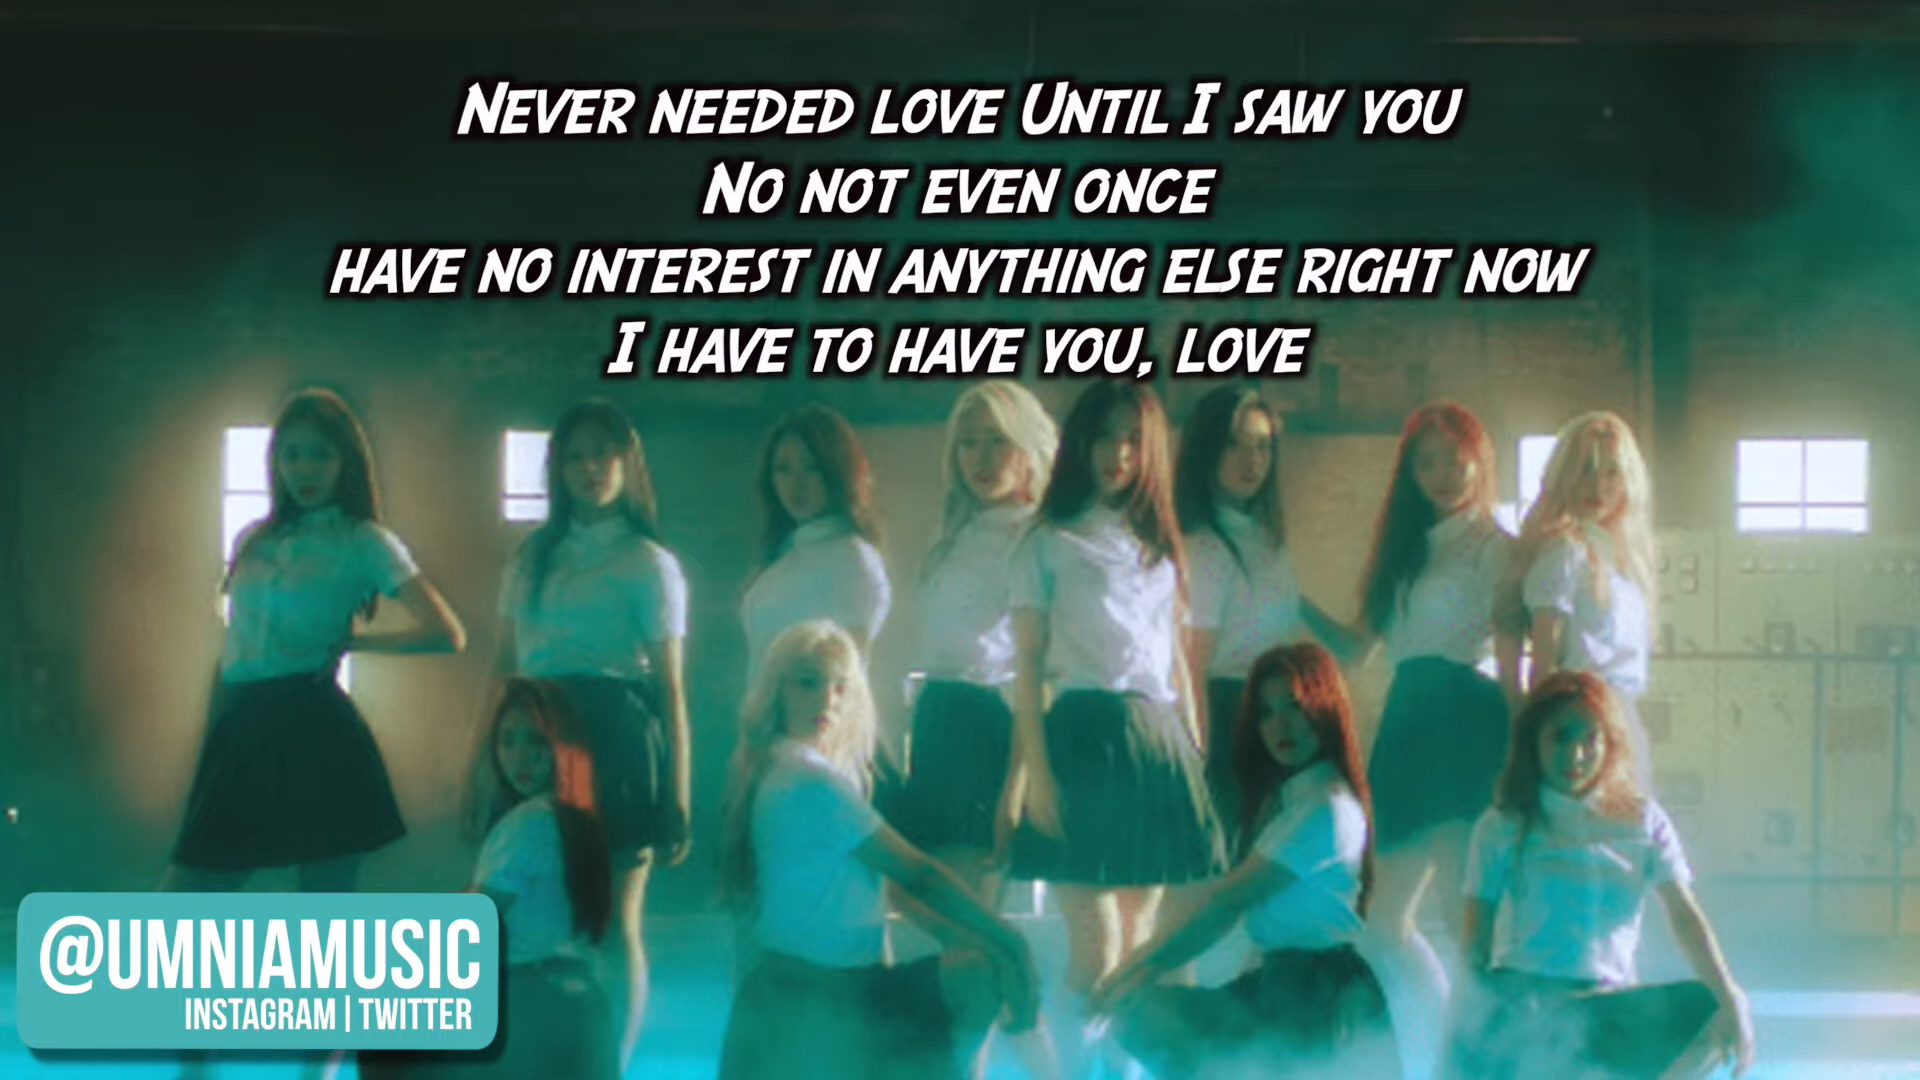 Never needed love Until I saw you
No not even once
have no interest in anything else right now
I have to have you, love
@UMNIAMUSIC
INSTAGRAM | TWITTER